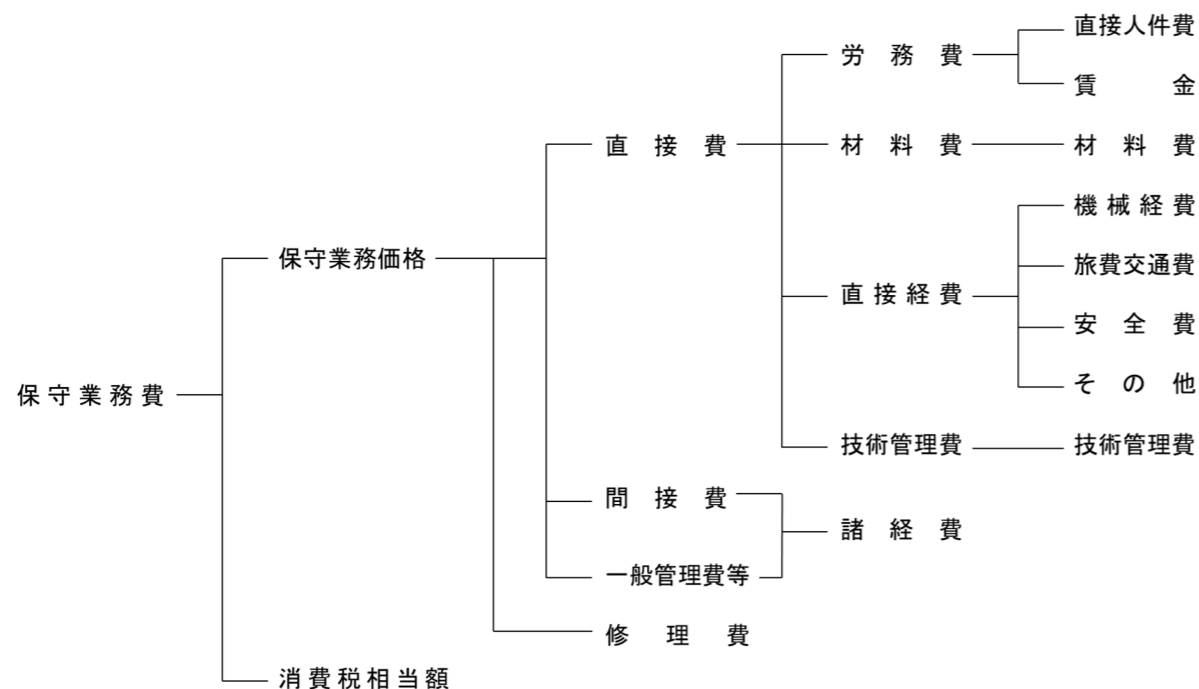 直接人件費
労務費
賃金
直接費
材料費
材料費
機械経費
保守業務価格
旅費交通費
直接経費
安全費
その他
保守業務費
技術管理費
技術管理費
間接費
諸経費
一般管理費等
修理費
消費税相当額